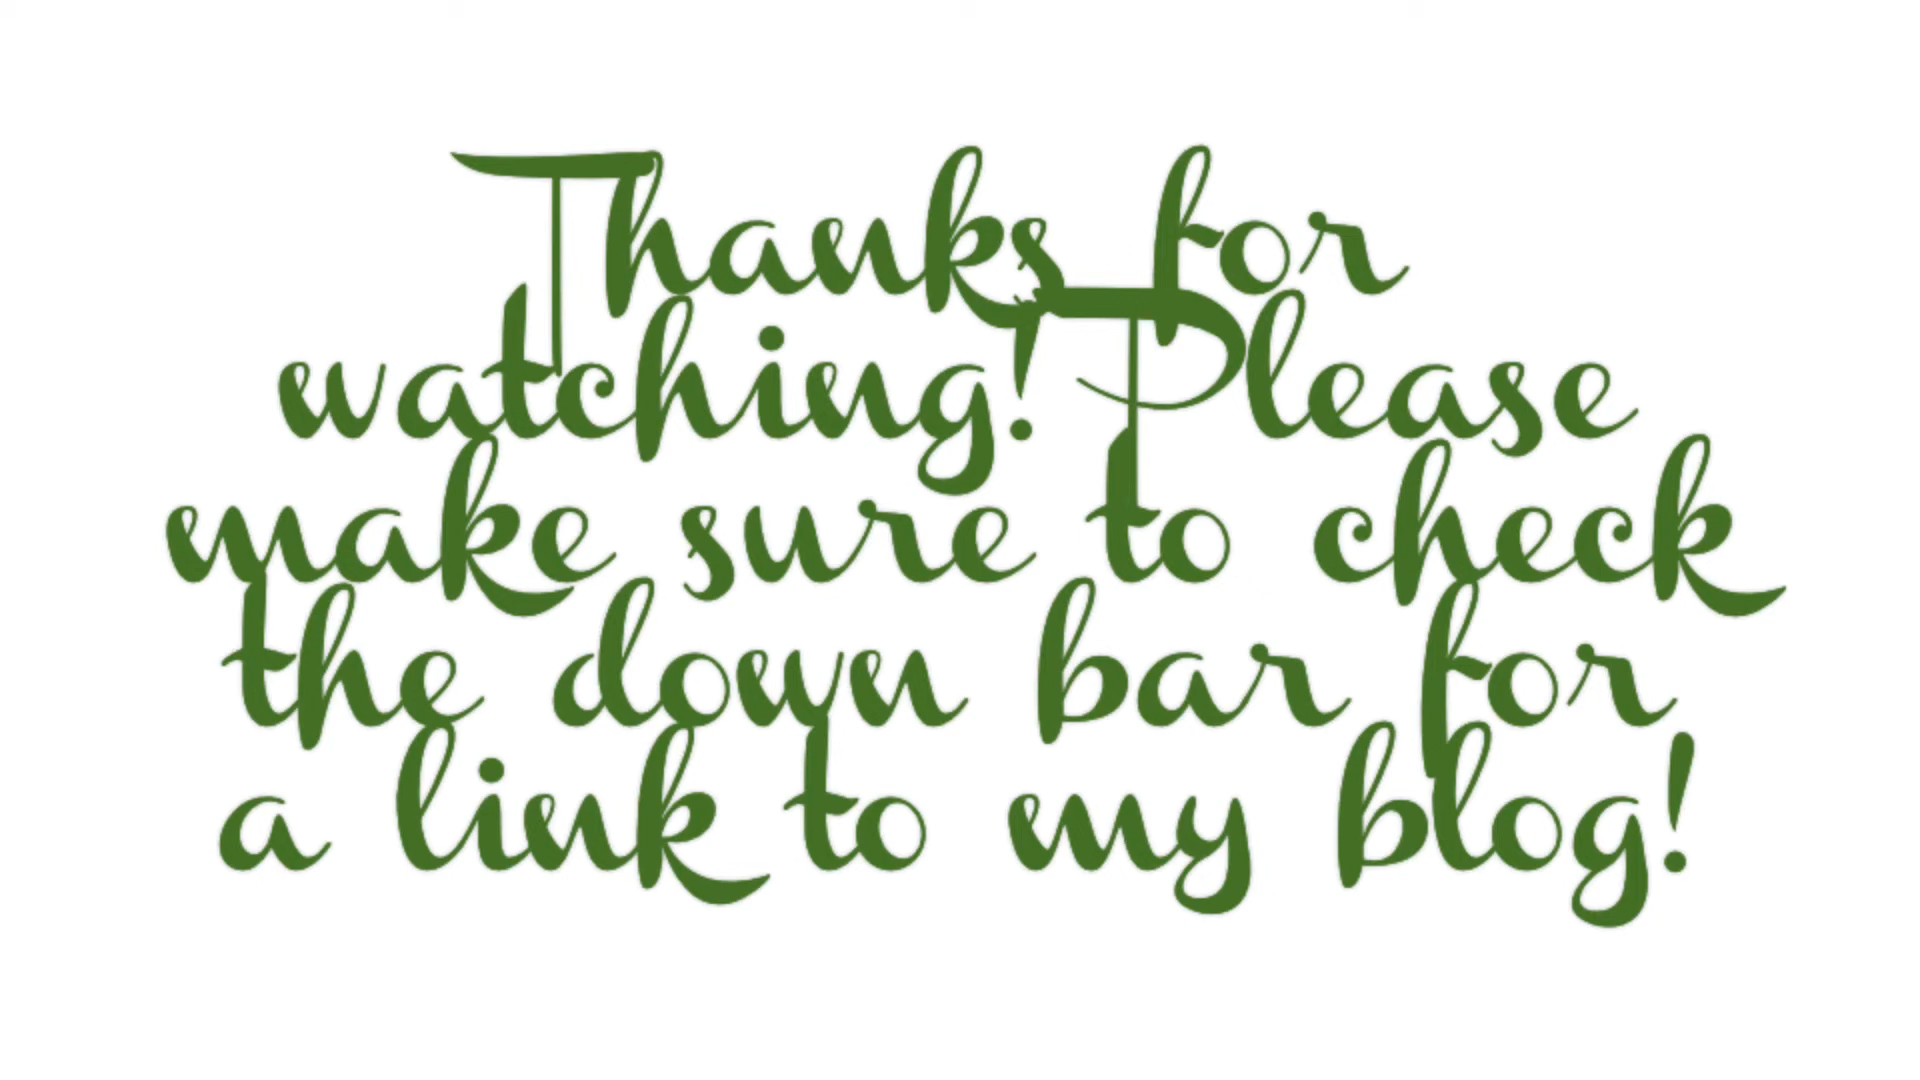 Thanks for
watching! Please
make sure to check
the down bar for
a link to my blog!